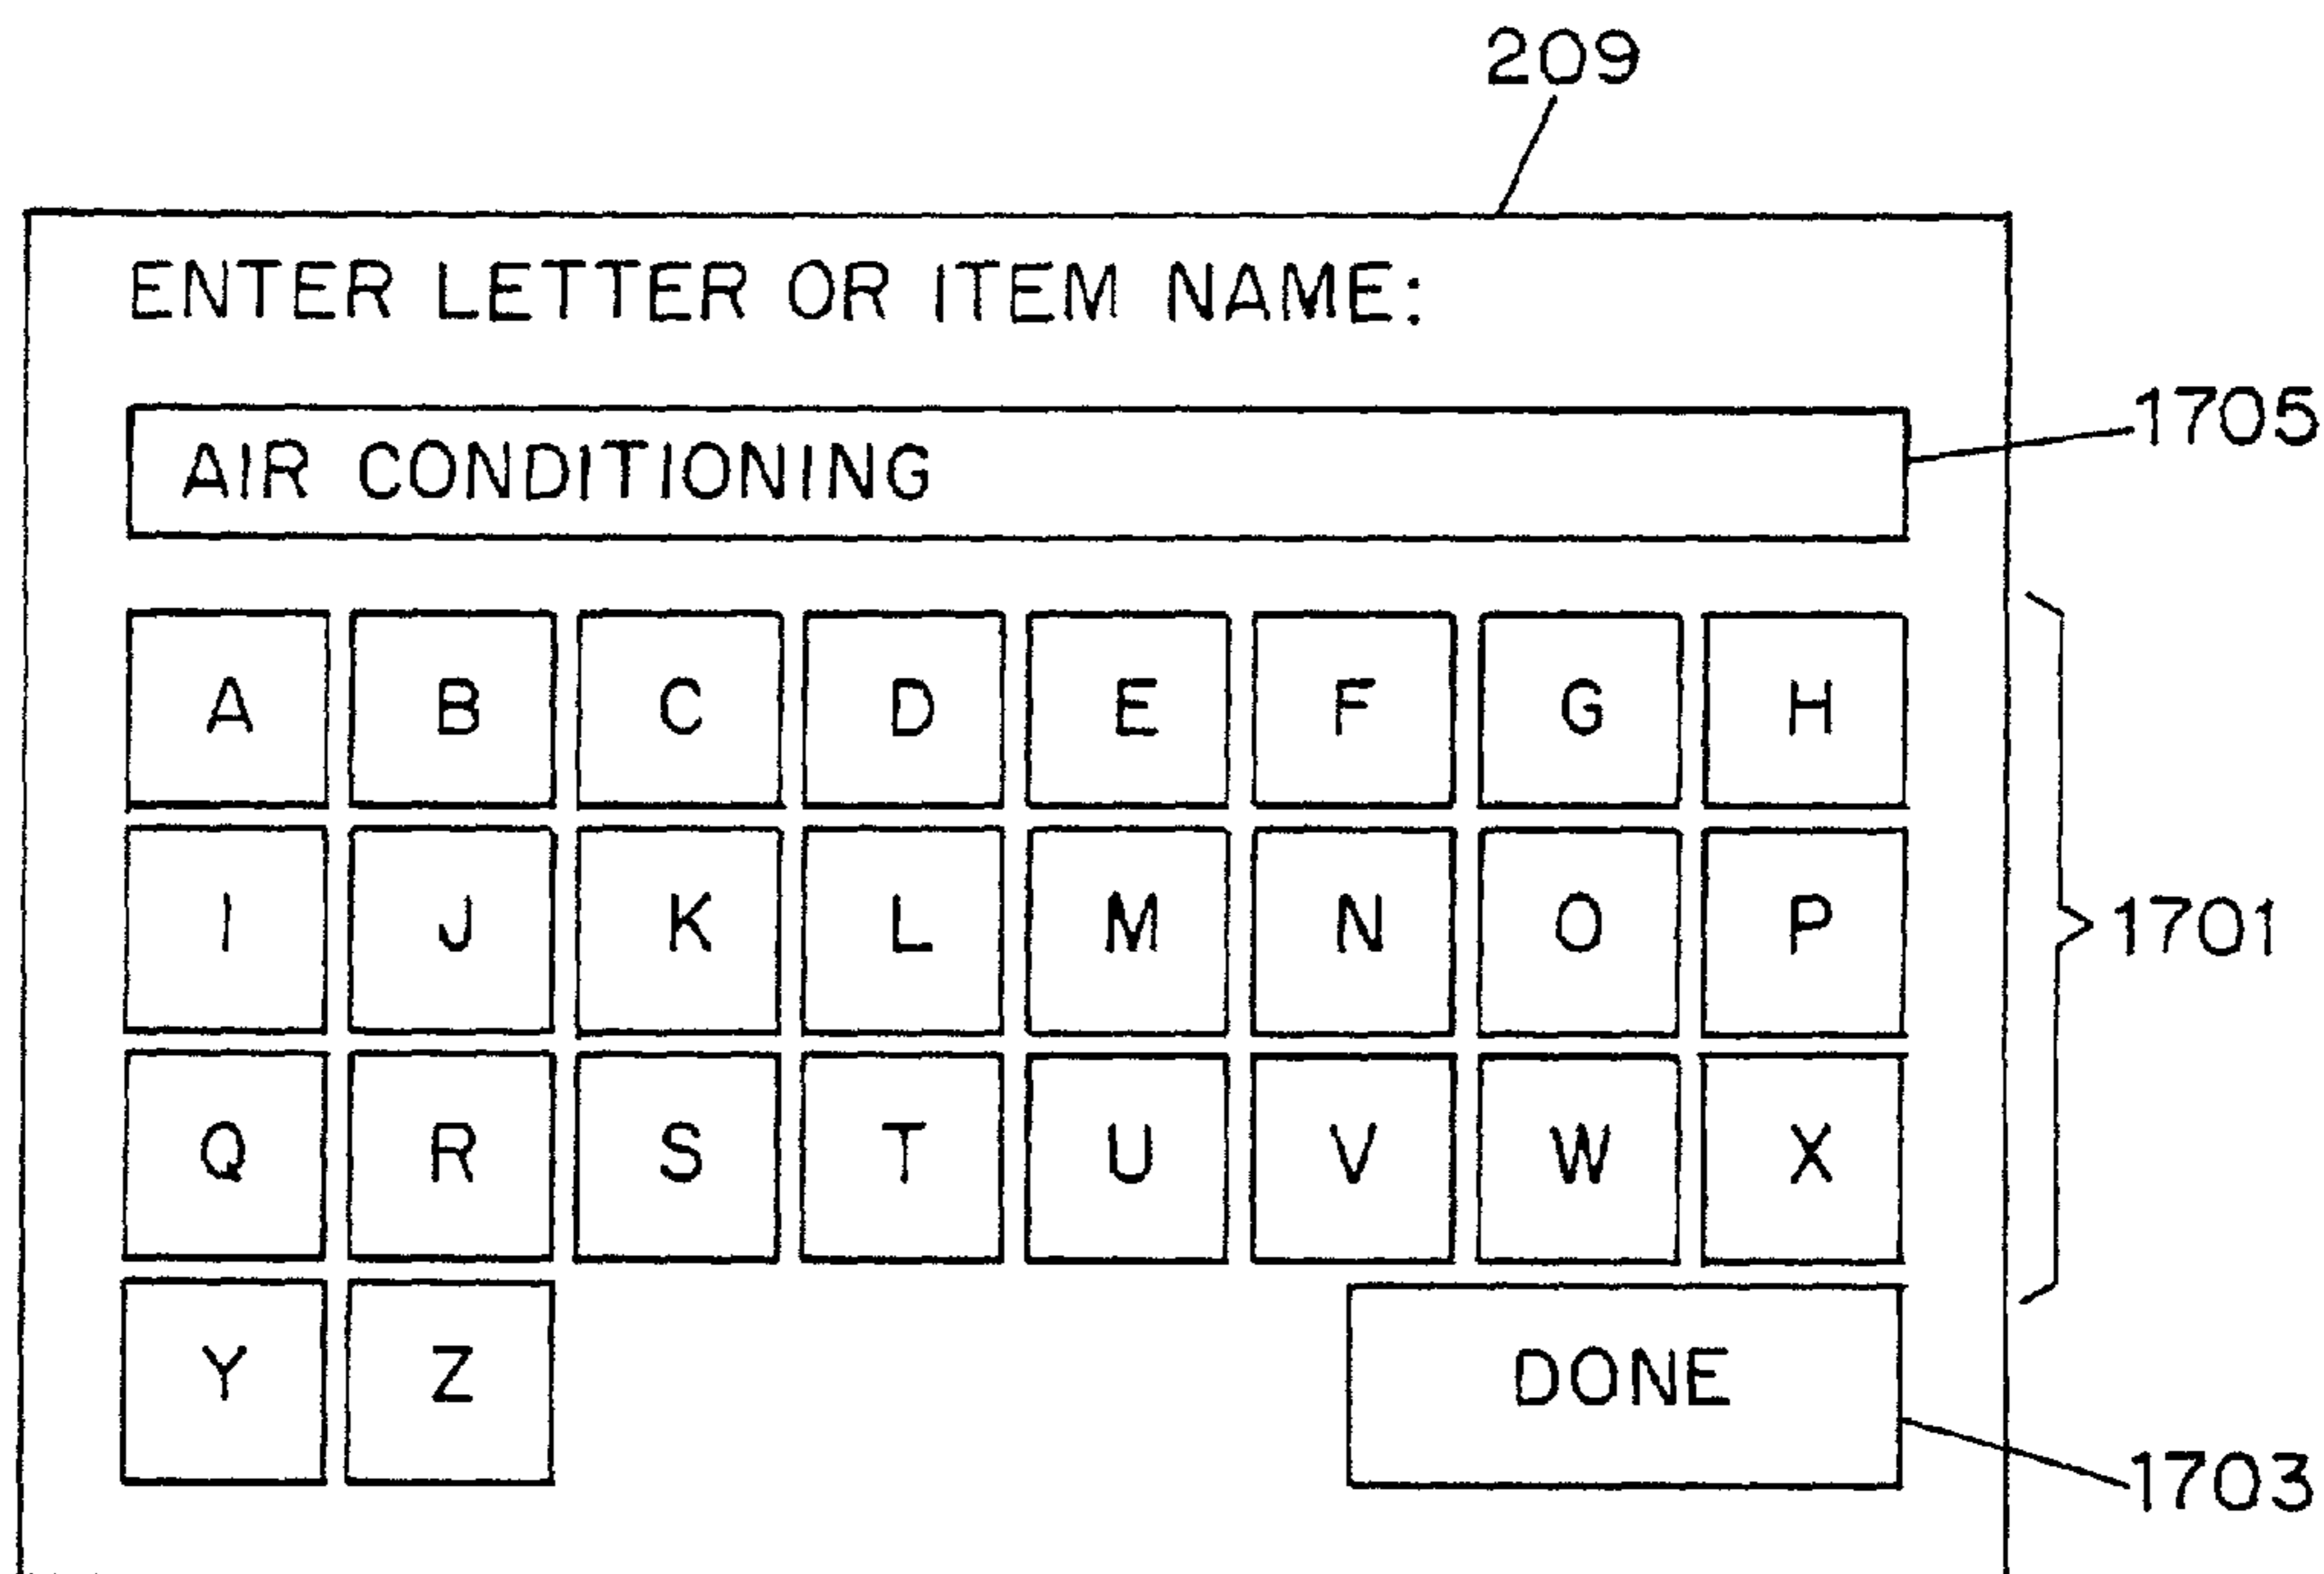 209
ENTER LETTER OR ITEM NAME:
AIR CONDITIONING
1705
A B C D E F G H
I J K L M N O P
1701
Q R S T U V W X
Y Z DONE
1703